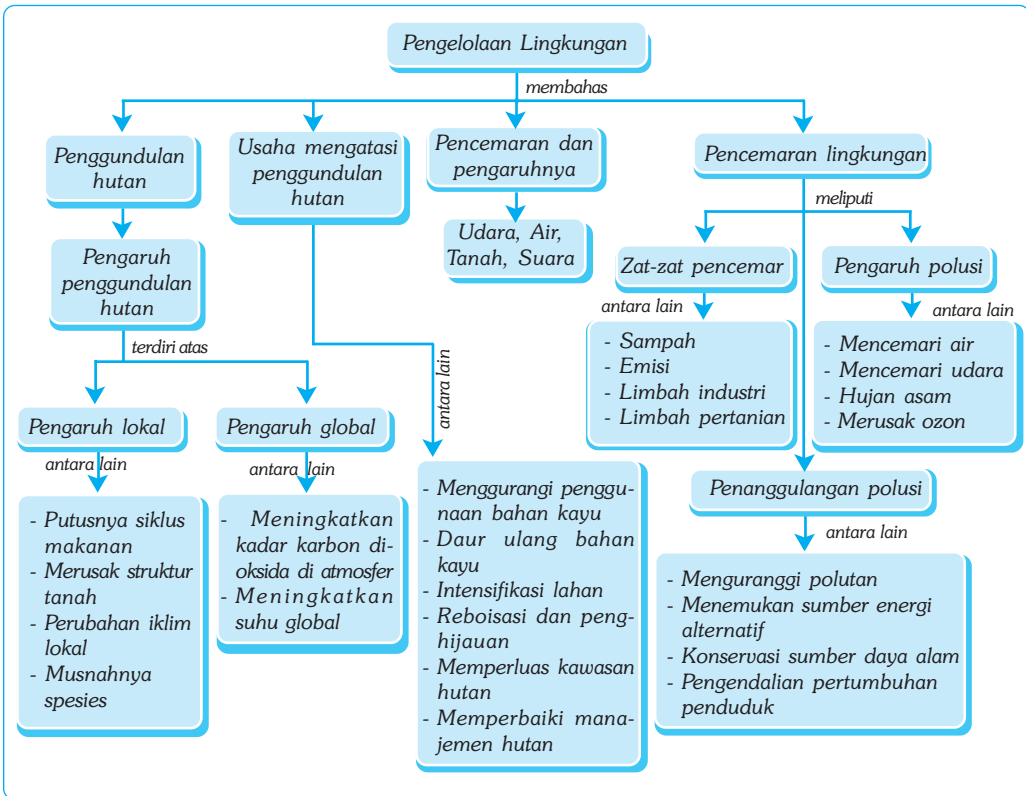 Pengelolaan Lingkungan
membahas
Penggundulan
hutan
Usaha mengatasi
penggundulan
hutan
Pencemaran dan
pengaruhnya
Pencemaran lingkungan
Pengaruh
penggundulan
hutan
Udara, Air,
Tanah, Suara
meliputi
Zat-zat pencemar
Pengaruh polusi
terdiri atas
antara lain
antara lain
antara lain
- Sampah
- Emisi
- Limbah industri
- Limbah pertanian
- Mencemari air
- Mencemari udara
- Hujan asam
- Merusak ozon
Pengaruh lokal
Pengaruh global
antara lain
antara lain
- Putusnya siklus
makanan
- Merusak struktur
tanah
- Perubahan iklim
lokal
- Musnahnya
spesies
- Meningkatkan
kadar karbon di-
oksida di atmosfer
- Meningkatkan
suhu global
- Menggurangi penggu-
naan bahan kayu
- Daur ulang bahan
kayu
- Intensifikasi lahan
- Reboisasi dan peng-
hijauan
- Memperluas kawasan
hutan
- Memperbaiki mana-
jemen hutan
Penanggulangan polusi
antara lain
- Menguranggi polutan
- Menemukan sumber energi
alternatif
- Konservasi sumber daya alam
- Pengendalian pertumbuhan
penduduk